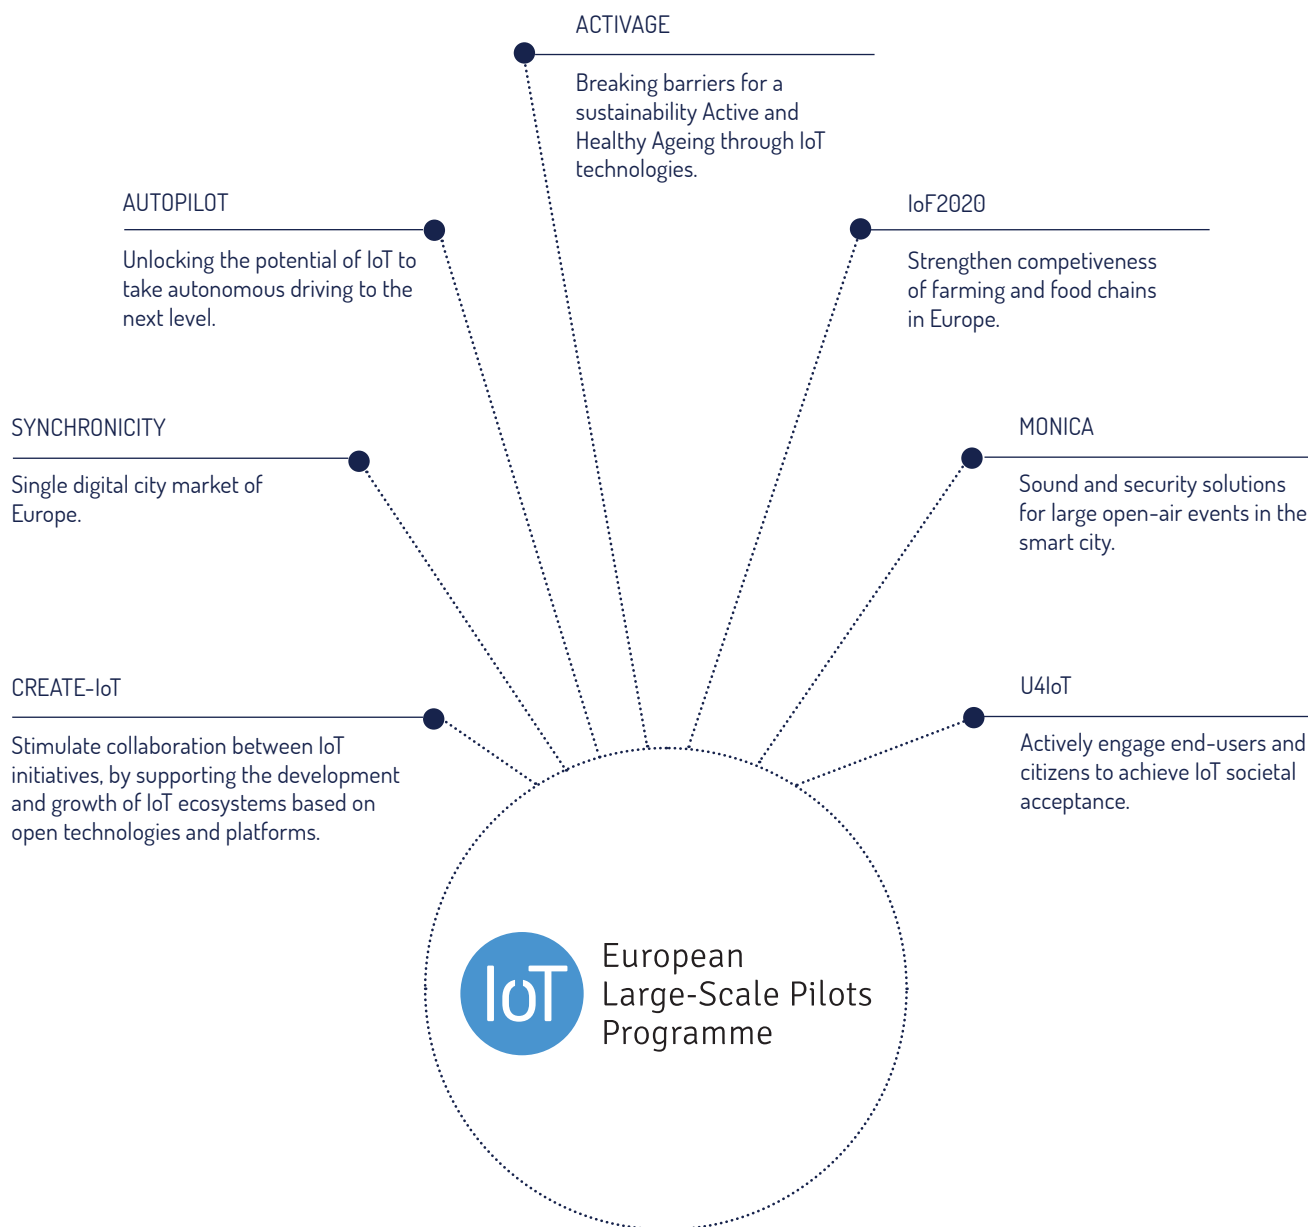 ACTIVAGE
Breaking barriers for a
sustainability Active and
Healthy Ageing through IoT
technologies.
AUTOPILOT
Unlocking the potential of IoT to
take autonomous driving to the
next level.
IoF2020
Strengthen competiveness
of farming and food chains
in Europe.
SYNCHRONICITY
Single digital city market of
Europe.
MONICA
Sound and security solutions
for large open-air events in the
smart city.
CREATE-IoT
Stimulate collaboration between IoT
initiatives, by supporting the development
and growth of IoT ecosystems based on
open technologies and platforms.
U4IoT
Actively engage end-users and
citizens to achieve IoT societal
acceptance.
IoT
European
Large-Scale Pilots
Programme